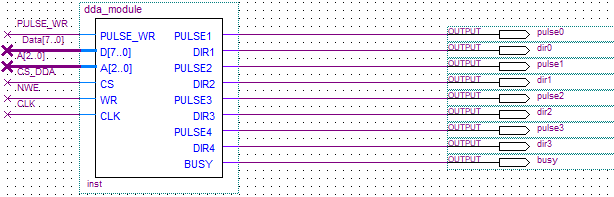 dda_module
PULSE_WR
Data[7..0]
A[2..0]
CS_DDA
NWE
CLK
PULSE_WR PULSE1
D[7..0] DIR1
A[2..0] PULSE2
CS DIR2
WR PULSE3
CLK DIR3
PULSE4
DIR4
BUSY
inst
OUTPUT pulse0
OUTPUT dir0
OUTPUT pulse1
OUTPUT dir1
OUTPUT pulse2
OUTPUT dir2
OUTPUT pulse3
OUTPUT dir3
OUTPUT busy